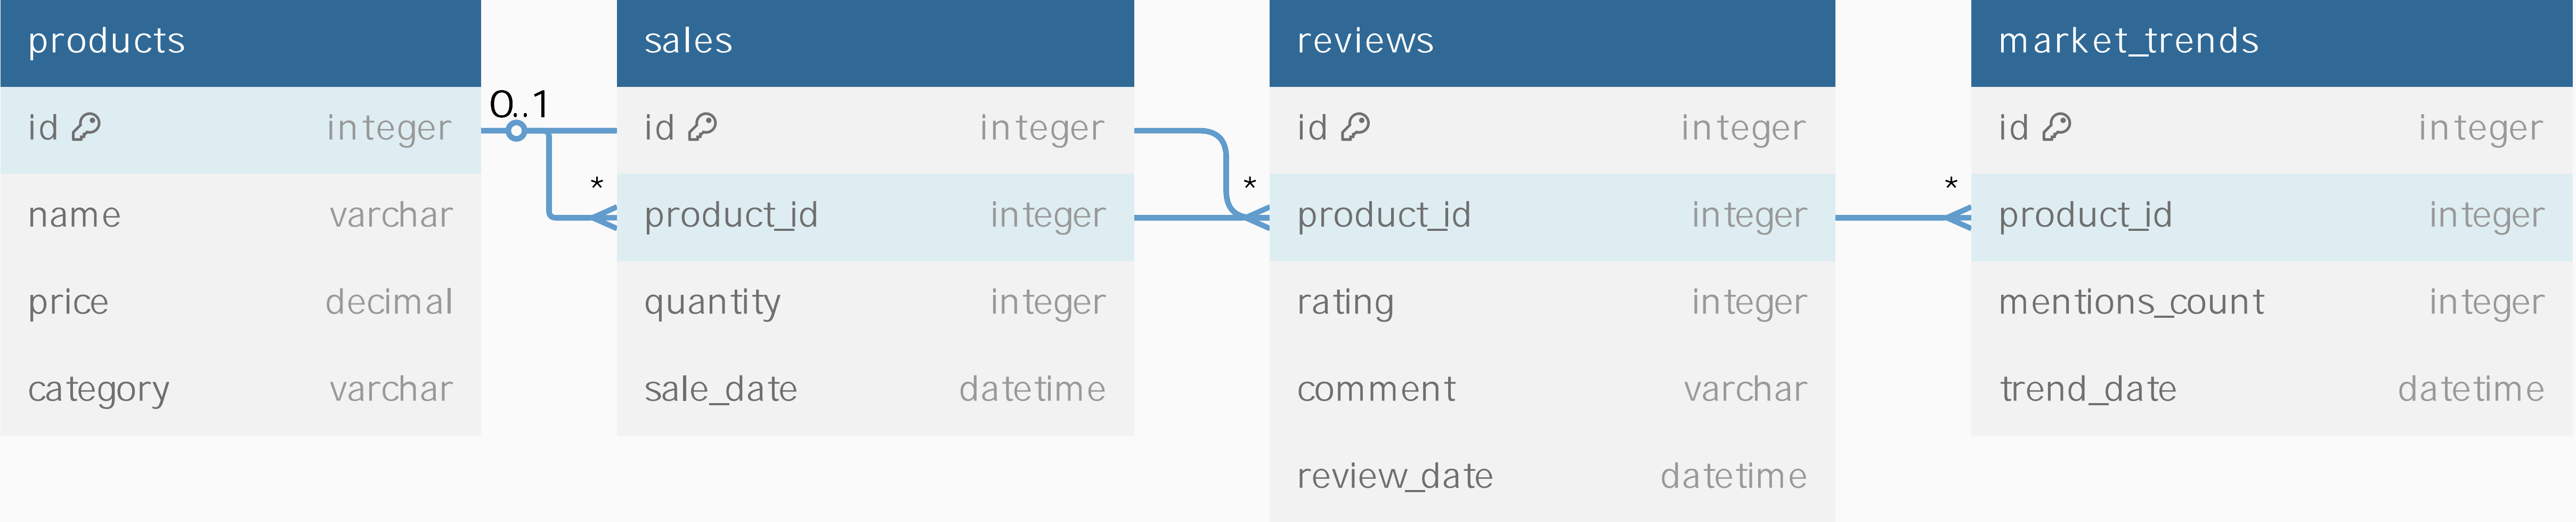 products
id integer
name varchar
price decimal
category varchar
0..1
*
sales
id integer
product_id integer
quantity integer
sale_date datetime
*
reviews
id integer
product_id integer
rating integer
comment varchar
review_date datetime
*
market_trends
id integer
product_id integer
mentions_count integer
trend_date datetime